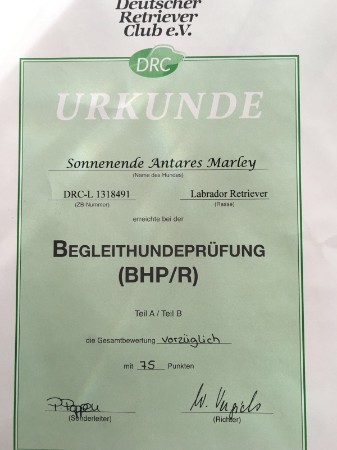 Deutscher
Retriever
Club e.V.
DRC
URKUNDE
Sonnenende Antares Marley
(Name des Hundes)
DRC-L 1318491 Labrador Retriever
(ZB-Nummer) (Rasse)
erreichte bei der
BEGLEITHUNDEPRÜFUNG
(BHP/R)
Teil A / Teil B
die Gesamtbewertung vorzüglich
mit 75 Punkten
(Sonderleiter) (Richter)